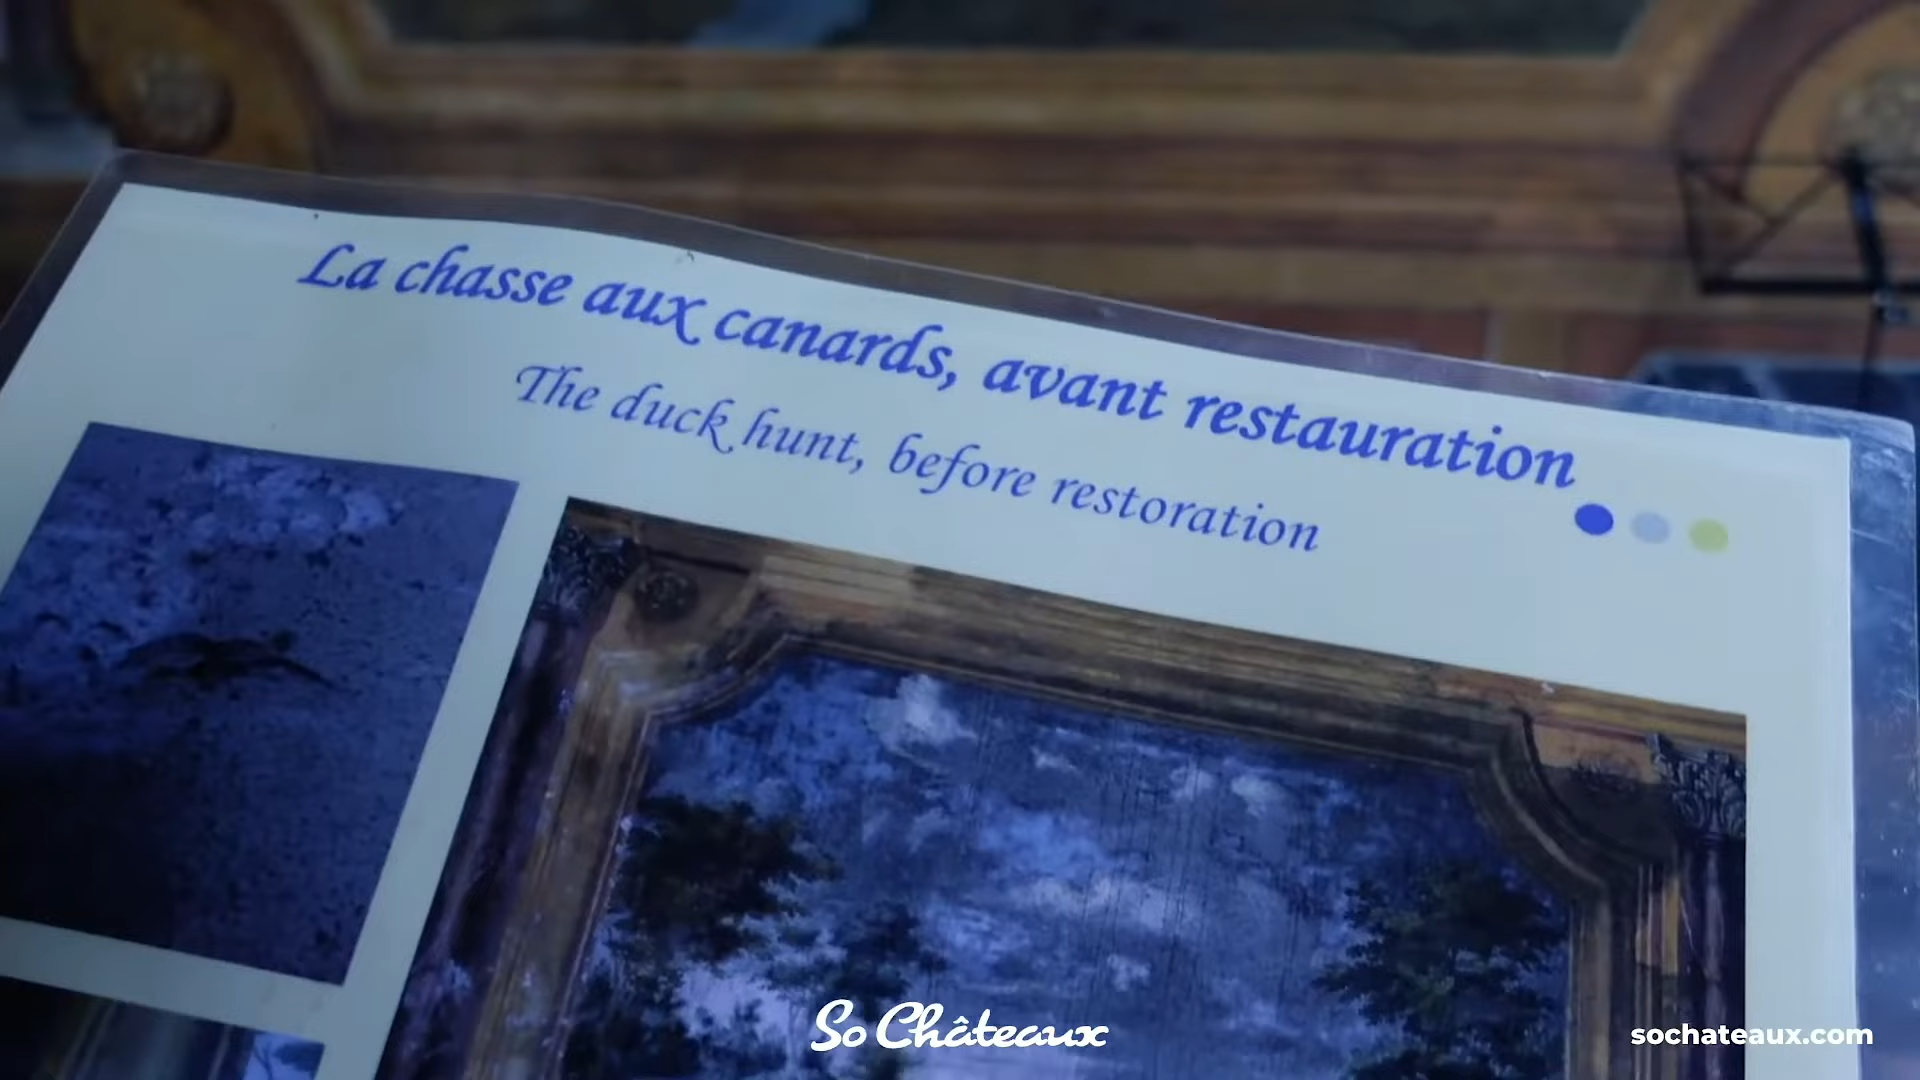 La chasse aux canards, avant restauration
The duck hunt, before restoration
So Châteaux
sochateaux.com